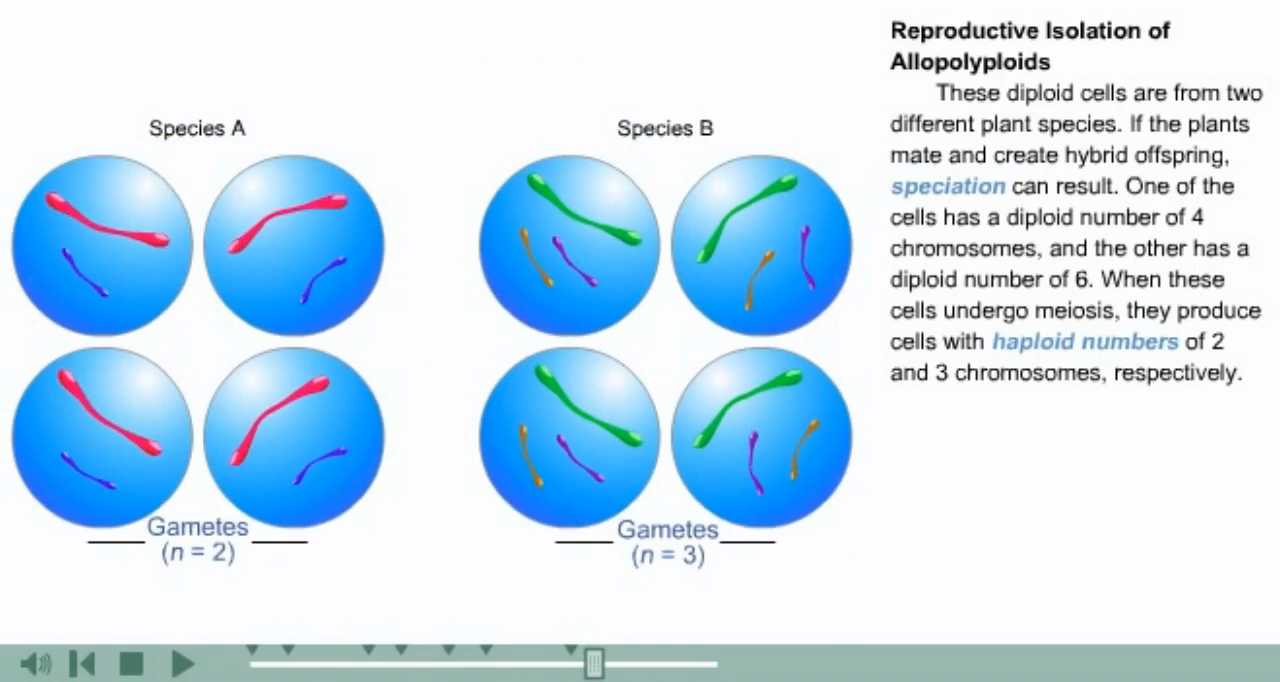 Species A
Species B
Gametes
(n = 2)
Gametes
(n = 3)
Reproductive Isolation of
Allopolyploids
These diploid cells are from two
different plant species. If the plants
mate and create hybrid offspring,
speciation can result. One of the
cells has a diploid number of 4
chromosomes, and the other has a
diploid number of 6. When these
cells undergo meiosis, they produce
cells with haploid numbers of 2
and 3 chromosomes, respectively.